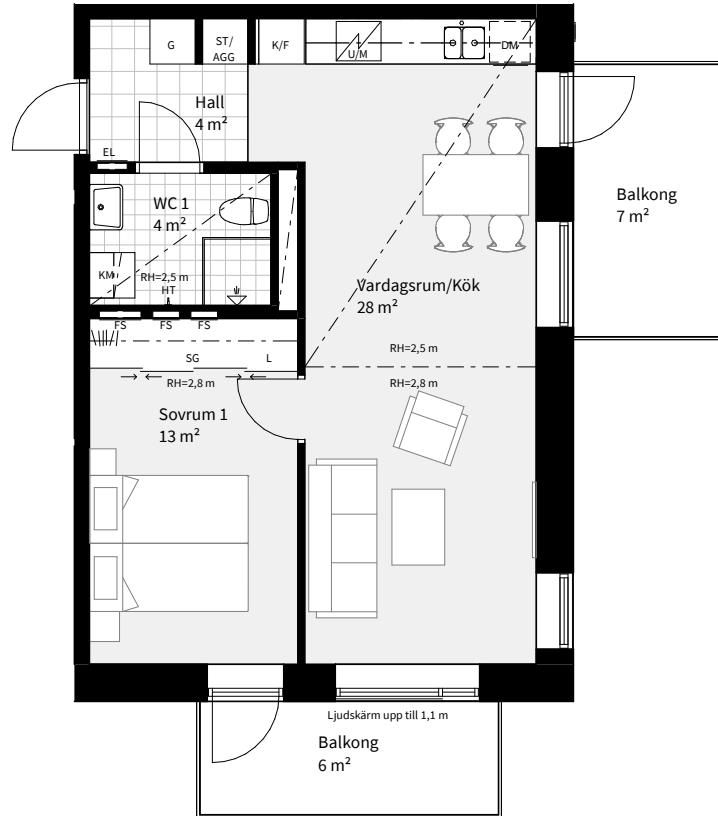 G
ST/
AGG
K/F
U/M
DM
Hall
4 m²
EL
WC 1
4 m²
Balkong
7 m²
KM
RH=2,5 m
HT
Vardagsrum/Kök
28 m²
FS
FS
FS
RH=2,5 m
SG
L
RH=2,8 m
RH=2,8 m
Sovrum 1
13 m²
Ljudskärm upp till 1,1 m
Balkong
6 m²